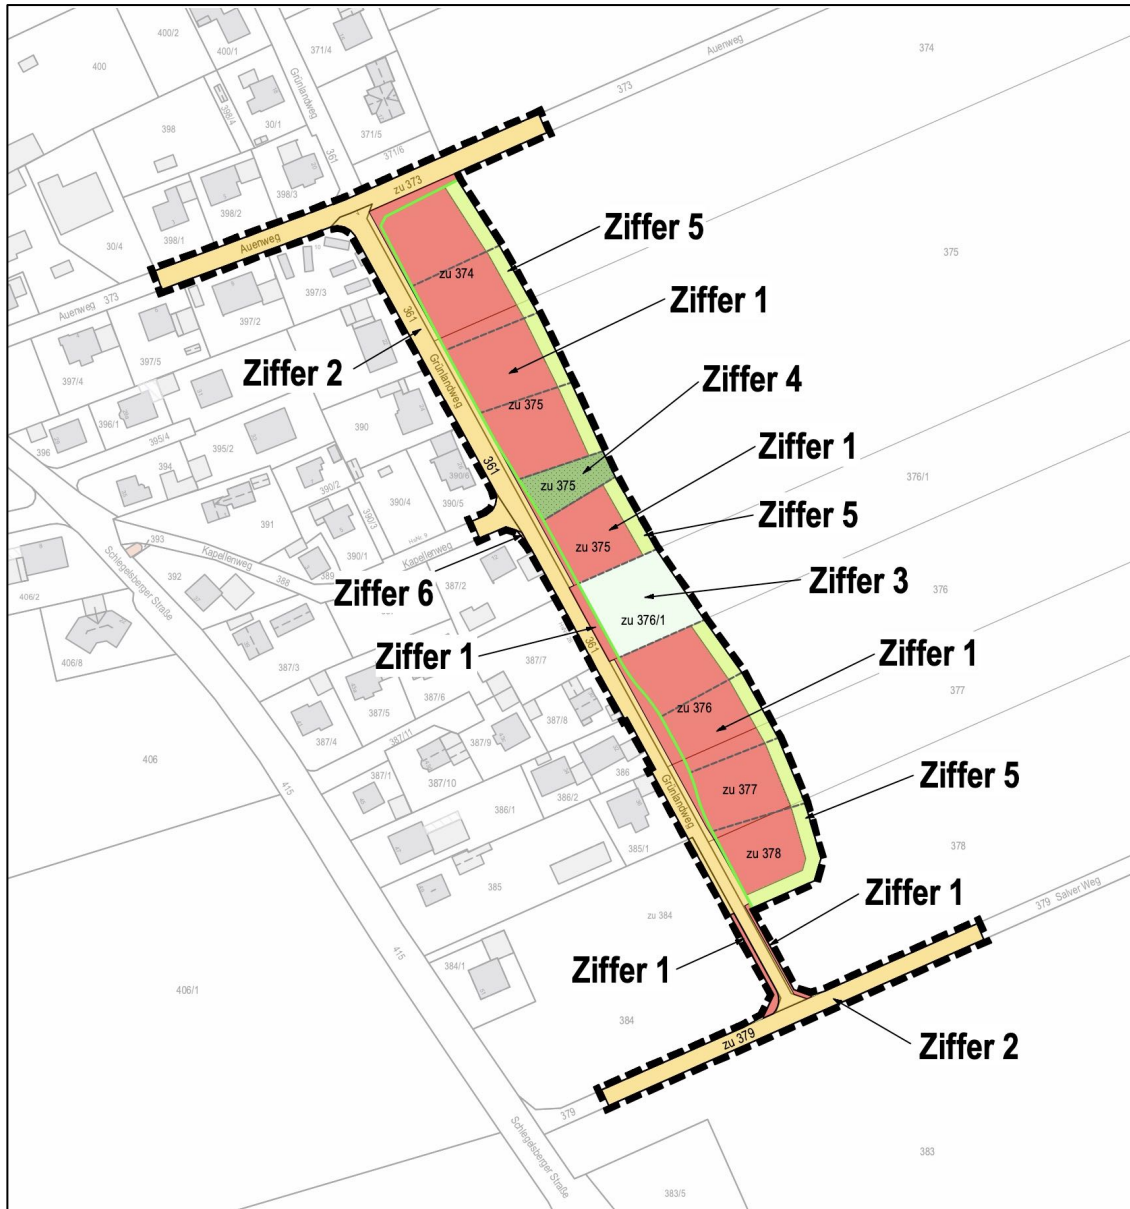 400/2
400/1
371/4
Auenweg
374
400
Grünlandweg
373
398/4
30/1
398
361
371/5
371/6
398/3
zu 373
398/2
398/1
30/4
Auenweg
Ziffer 5
375
zu 374
397/3
Ziffer 1
Auenweg 373
361
397/2
397/5
Ziffer 2
Grünlandweg
397/4
Ziffer 4
zu 375
396/1
390
395/4
395/2
396
394
Ziffer 1
361
390/6
390/2
zu 375
376/1
390/4
390/5
391
Ziffer 5
390/3
393
zu 375
Kapellenweg
390/1
Kapellenweg
Schlegelsberger Straße
392
388
389
387/2
Ziffer 3
406/2
Ziffer 6
376
zu 376/1
361
Ziffer 1
Ziffer 1
406/8
387/3
387/7
377
387/6
zu 376
387/5
387/8
387/4
387/11
387/9
406
Ziffer 5
387/1
387/10
386
zu 377
415
386/2
Grünlandweg
386/1
385/1
378
zu 378
385
Ziffer 1
379 Salver Weg
zu 384
415
384/1
Ziffer 1
406/1
384
zu 379
Ziffer 2
379
Schlegelsberger Straße
383
383/5